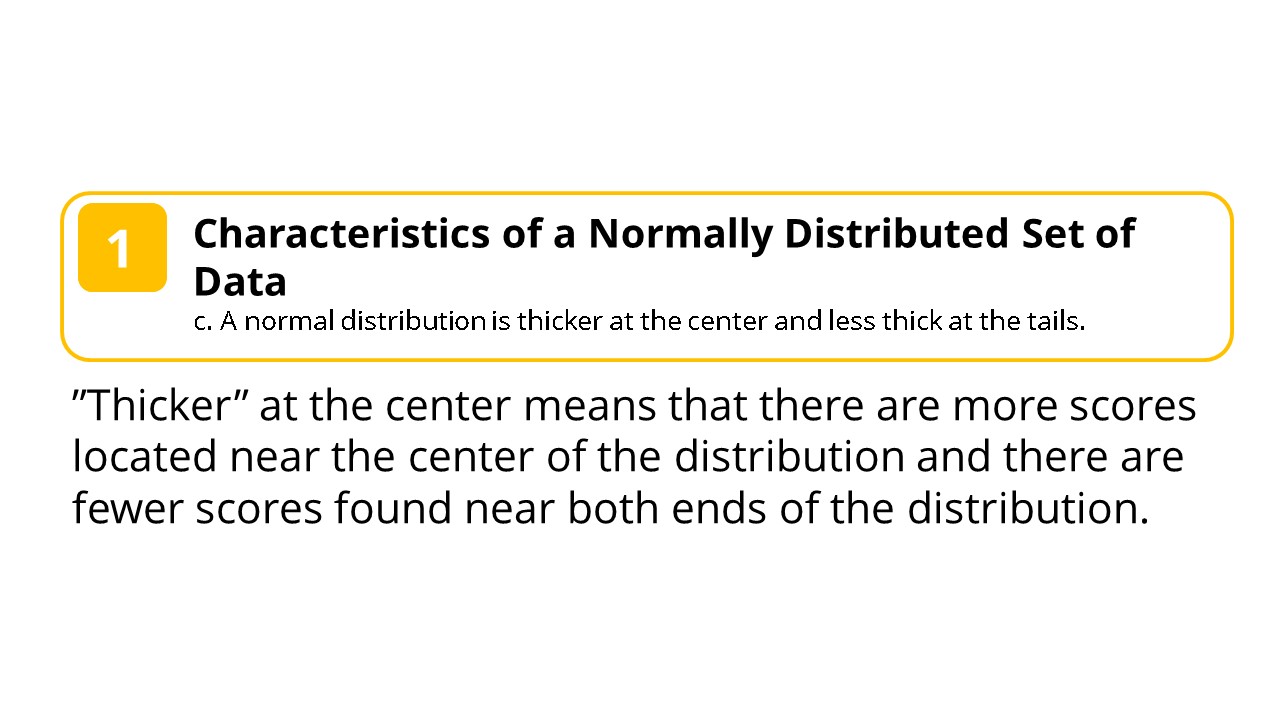 1
Characteristics of a Normally Distributed Set of
Data
c. A normal distribution is thicker at the center and less thick at the tails.
”Thicker” at the center means that there are more scores
located near the center of the distribution and there are
fewer scores found near both ends of the distribution.